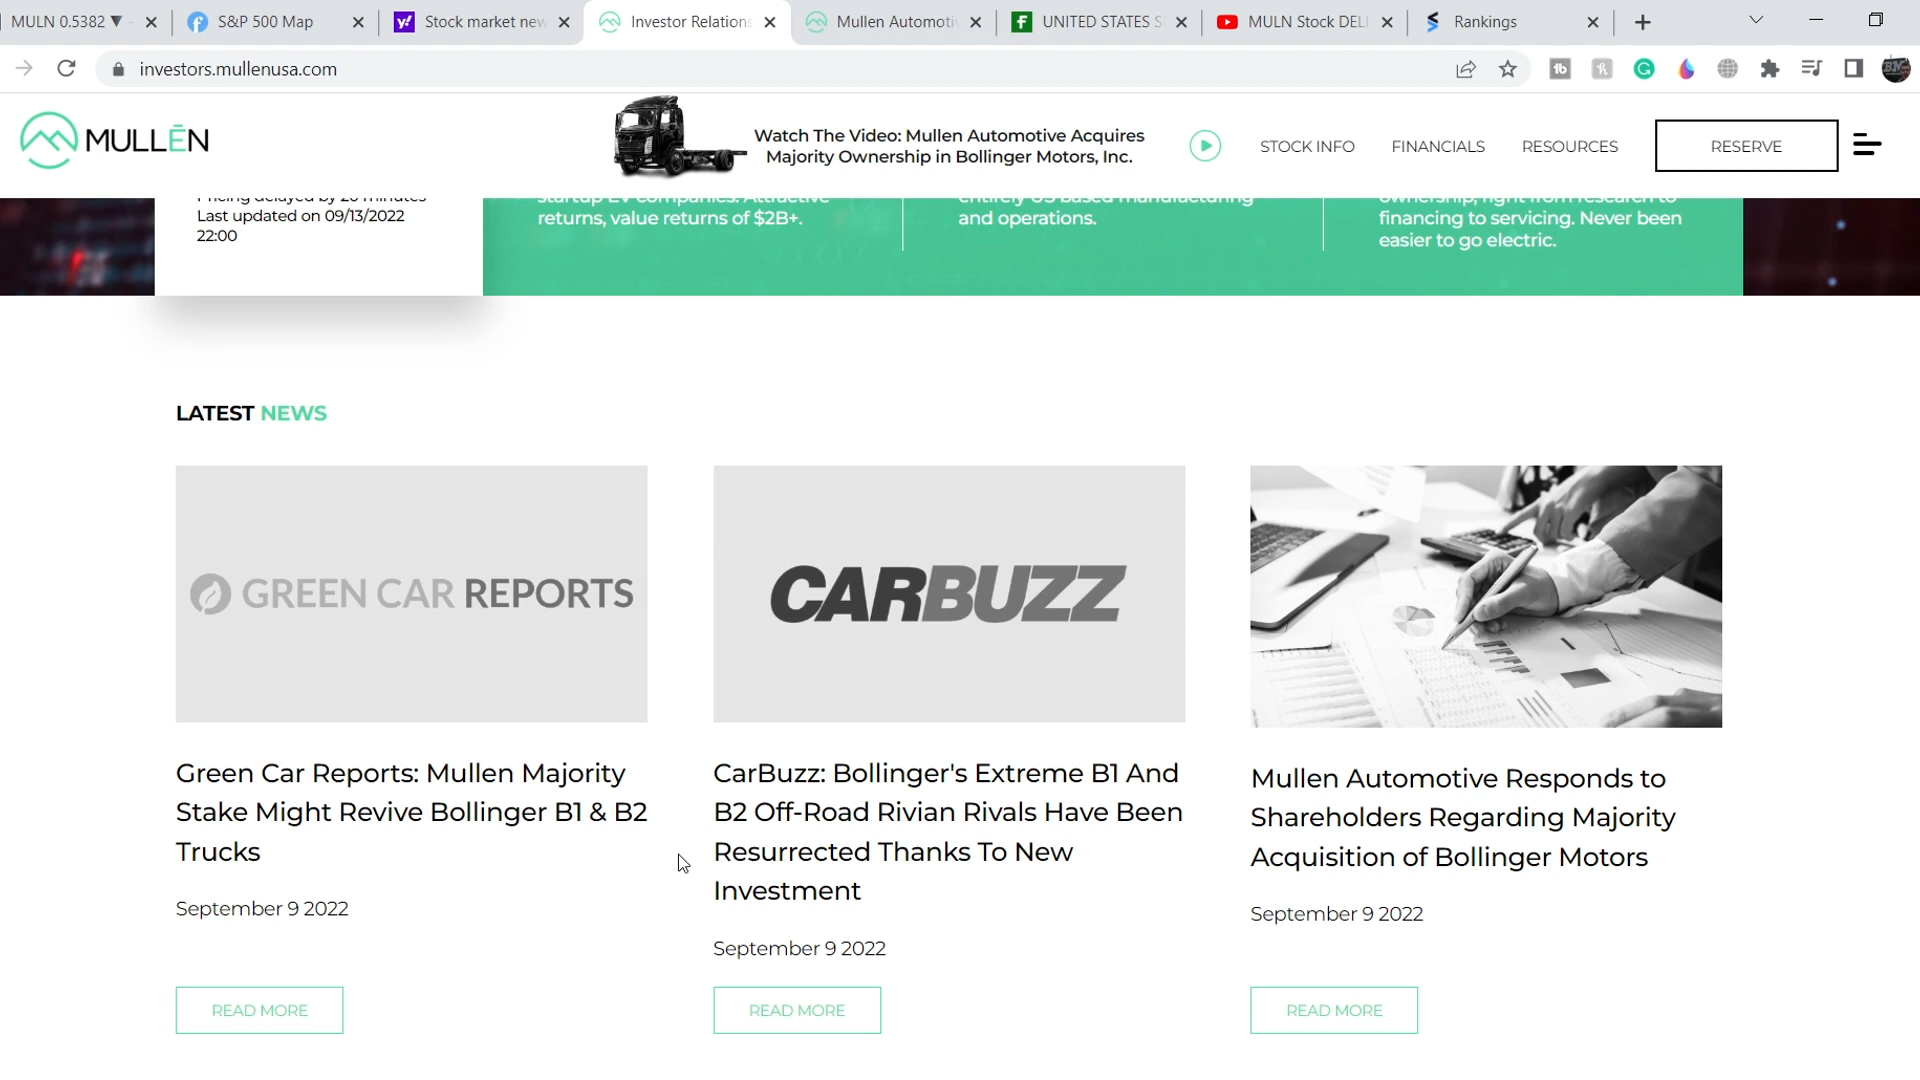 MULN 0.5382 ▼
S&P 500 Map
Stock market new
Investor Relations
Mullen Automotiv
UNITED STATES S
MULN Stock DEL
Rankings
investors.mullenusa.com
MULLĒN
Watch The Video: Mullen Automotive Acquires
Majority Ownership in Bollinger Motors, Inc.
STOCK INFO
FINANCIALS
RESOURCES
RESERVE
Pricing delayed by 20 minutes
Last updated on 09/13/2022
22:00
startup EV companies. Attractive
returns, value returns of $2B+.
entirely US based manufacturing
and operations.
ownership, right from research to
financing to servicing. Never been
easier to go electric.
LATEST NEWS
GREEN CAR REPORTS
CARBUZZ
Green Car Reports: Mullen Majority
Stake Might Revive Bollinger B1 & B2
Trucks
September 9 2022
READ MORE
CarBuzz: Bollinger's Extreme B1 And
B2 Off-Road Rivian Rivals Have Been
Resurrected Thanks To New
Investment
September 9 2022
READ MORE
Mullen Automotive Responds to
Shareholders Regarding Majority
Acquisition of Bollinger Motors
September 9 2022
READ MORE